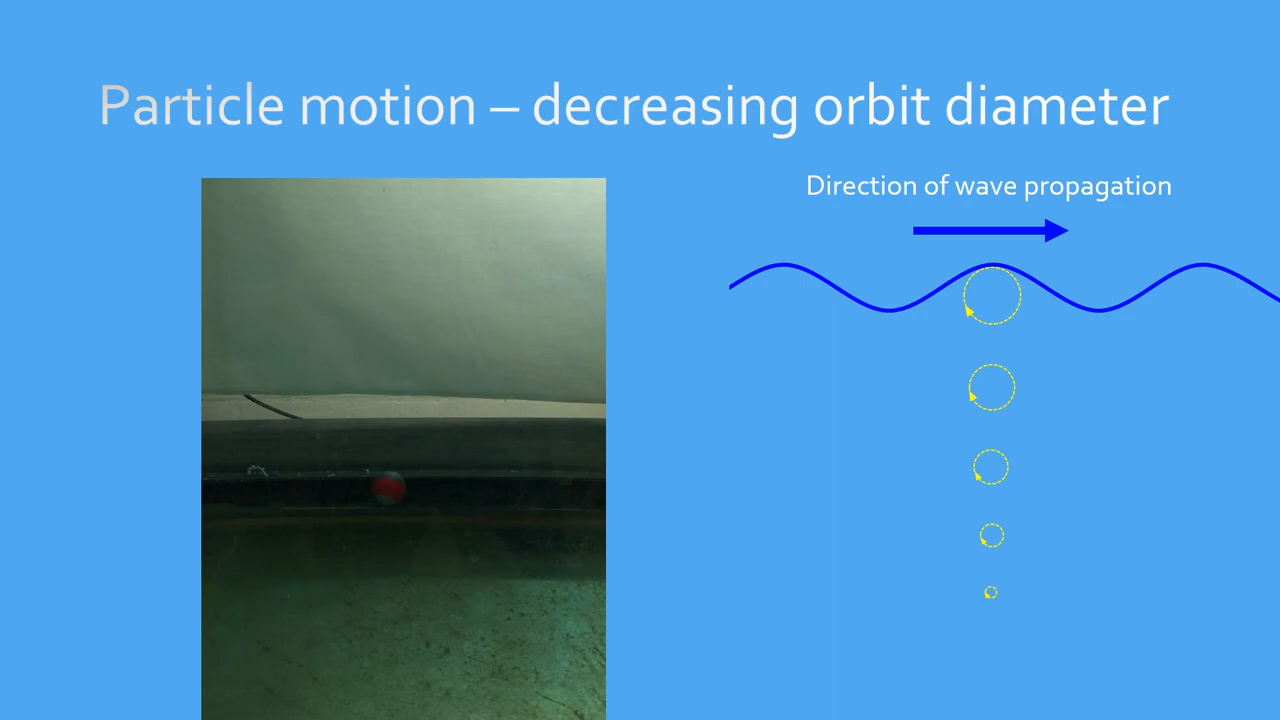 Particle motion – decreasing orbit diameter
Direction of wave propagation